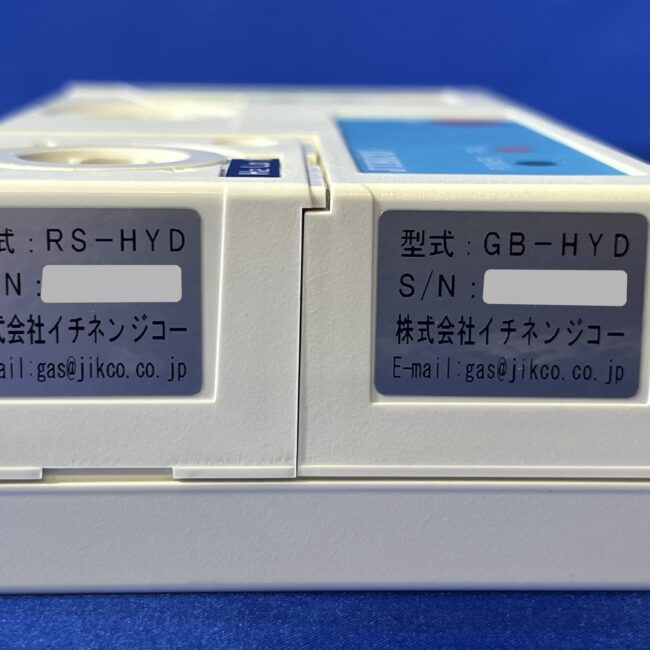 式:RS-HYD
N:
式会社イチネンジコー
ail:gas@jikco.co.jp
型式:GB-HYD
S/N:
株式会社イチネンジコー
E-mail:gas@jikco.co.jp